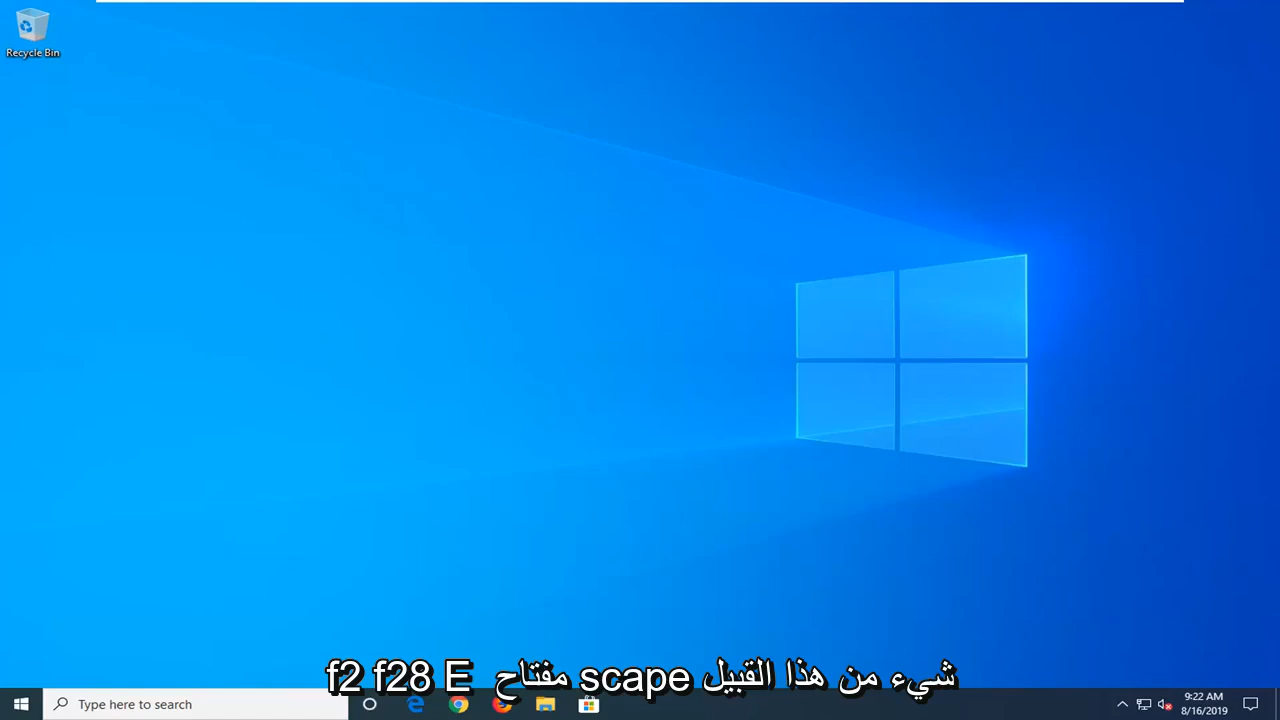 Recycle Bin
شيء من هذا القبيل scape مفتاح f2 f28 E
Type here to search
9:22 AM
8/16/2019